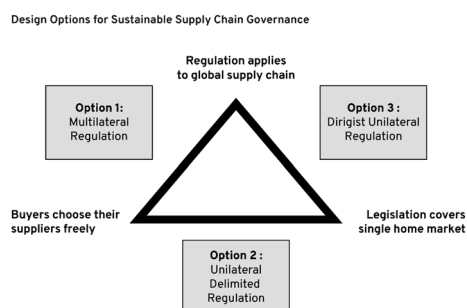 Design Options for Sustainable Supply Chain Governance
Regulation applies
to global supply chain
Option 1:
Multilateral
Regulation
Option 3 :
Dirigist Unilateral
Regulation
Buyers choose their
suppliers freely
Legislation covers
single home market
Option 2 :
Unilateral
Delimited
Regulation